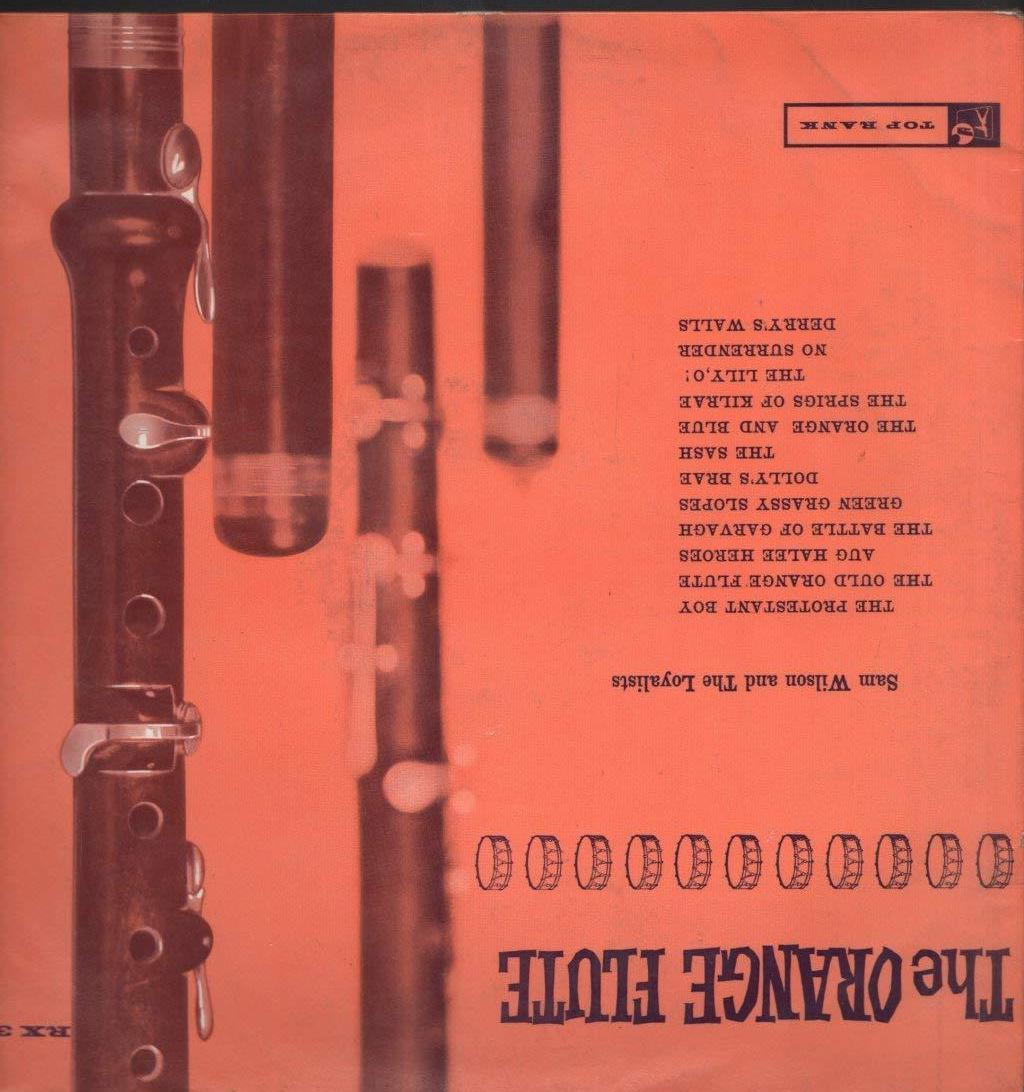 RX 3
The ORANGE FLUTE
Sam Wilson and The Loyalists
THE PROTESTANT BOY
THE OULD ORANGE FLUTE
AUG HALEE HEROES
THE BATTLE OF GARVAGH
GREEN GRASSY SLOPES
DOLLY'S BRAE
THE SASH
THE ORANGE AND BLUE
THE SPRIGS OF KILRAE
THE LILY,O!
NO SURRENDER
DERRY'S WALLS
TOP RANK